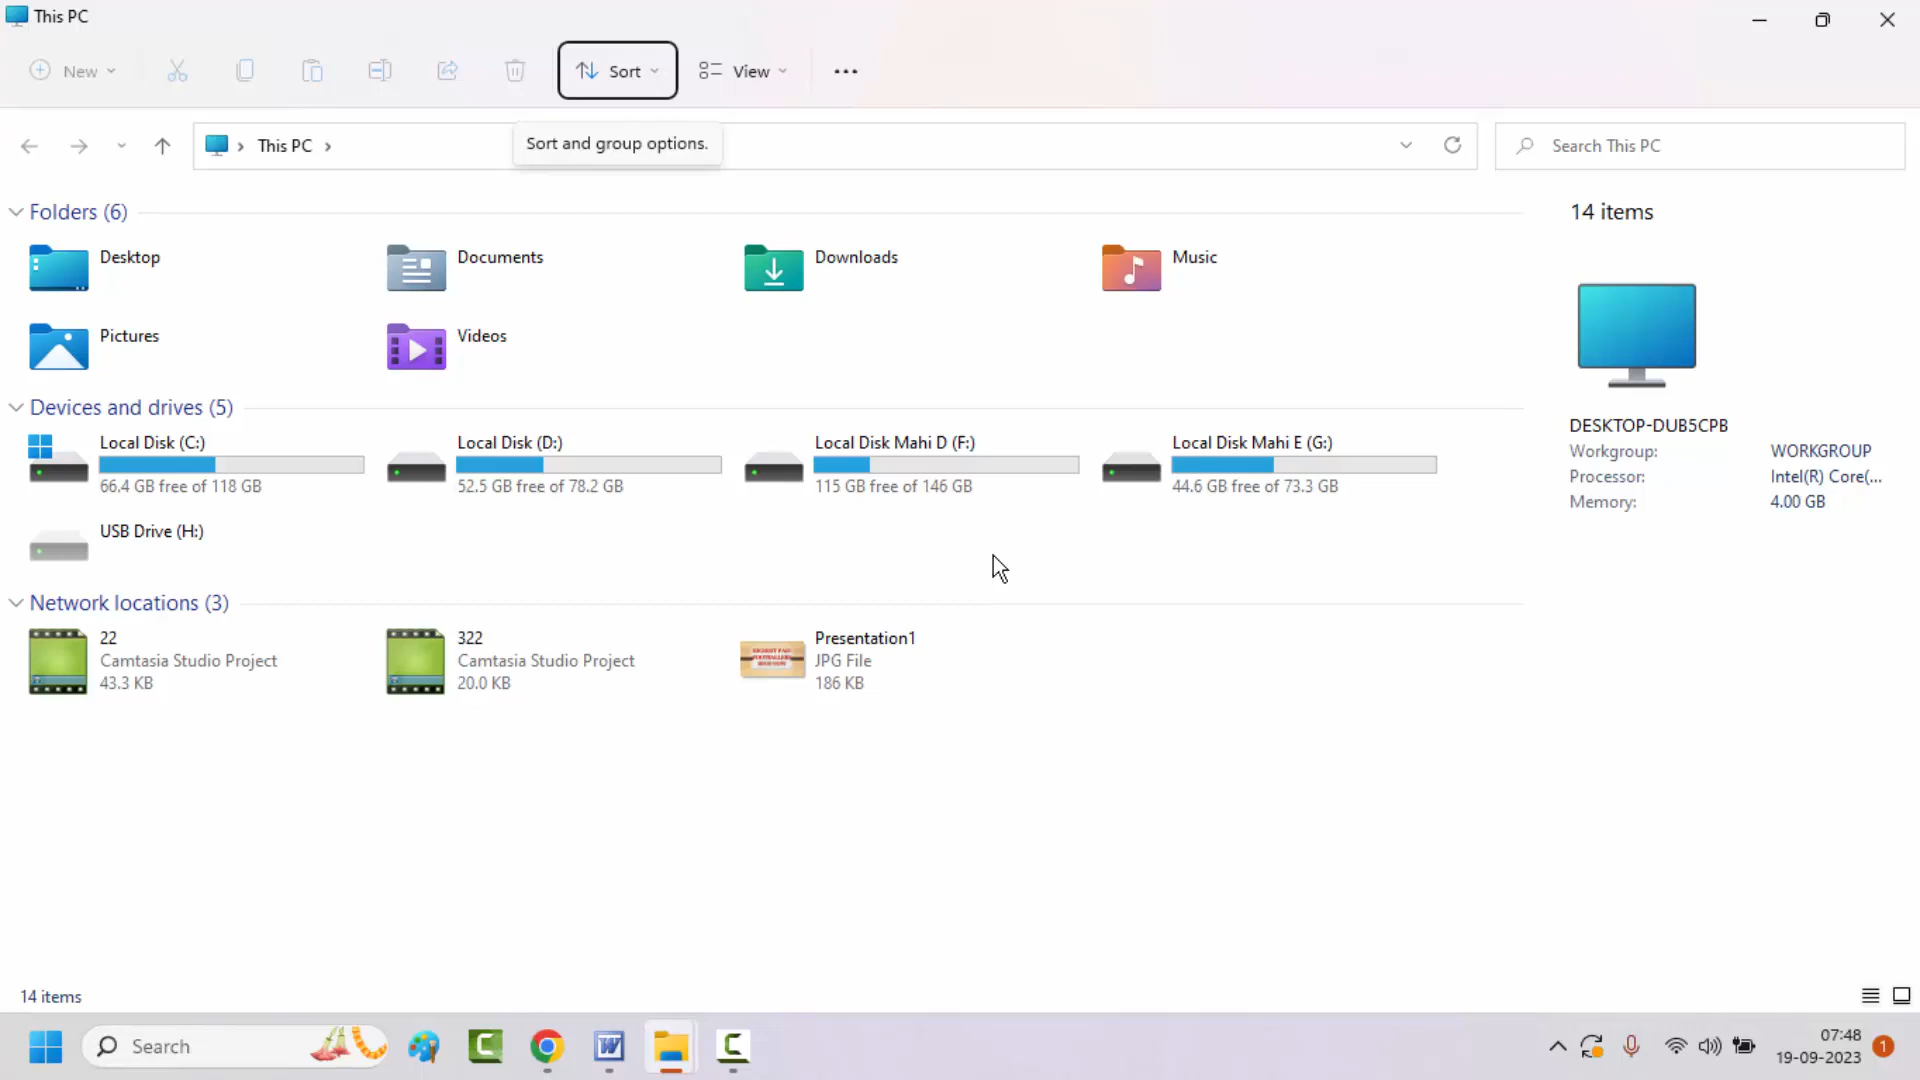 This PC
New
Sort
View
This PC
Sort and group options.
Search This PC
Folders (6)
14 items
Desktop
Documents
Downloads
Music
Pictures
Videos
Devices and drives (5)
Local Disk (C:)
66.4 GB free of 118 GB
Local Disk (D:)
52.5 GB free of 78.2 GB
Local Disk Mahi D (F:)
115 GB free of 146 GB
Local Disk Mahi E (G:)
44.6 GB free of 73.3 GB
DESKTOP-DUB5CPB
Workgroup: WORKGROUP
Processor: Intel(R) Core(...
Memory: 4.00 GB
USB Drive (H:)
Network locations (3)
22
Camtasia Studio Project
43.3 KB
322
Camtasia Studio Project
20.0 KB
Presentation1
JPG File
186 KB
14 items
Search
07:48
19-09-2023
1